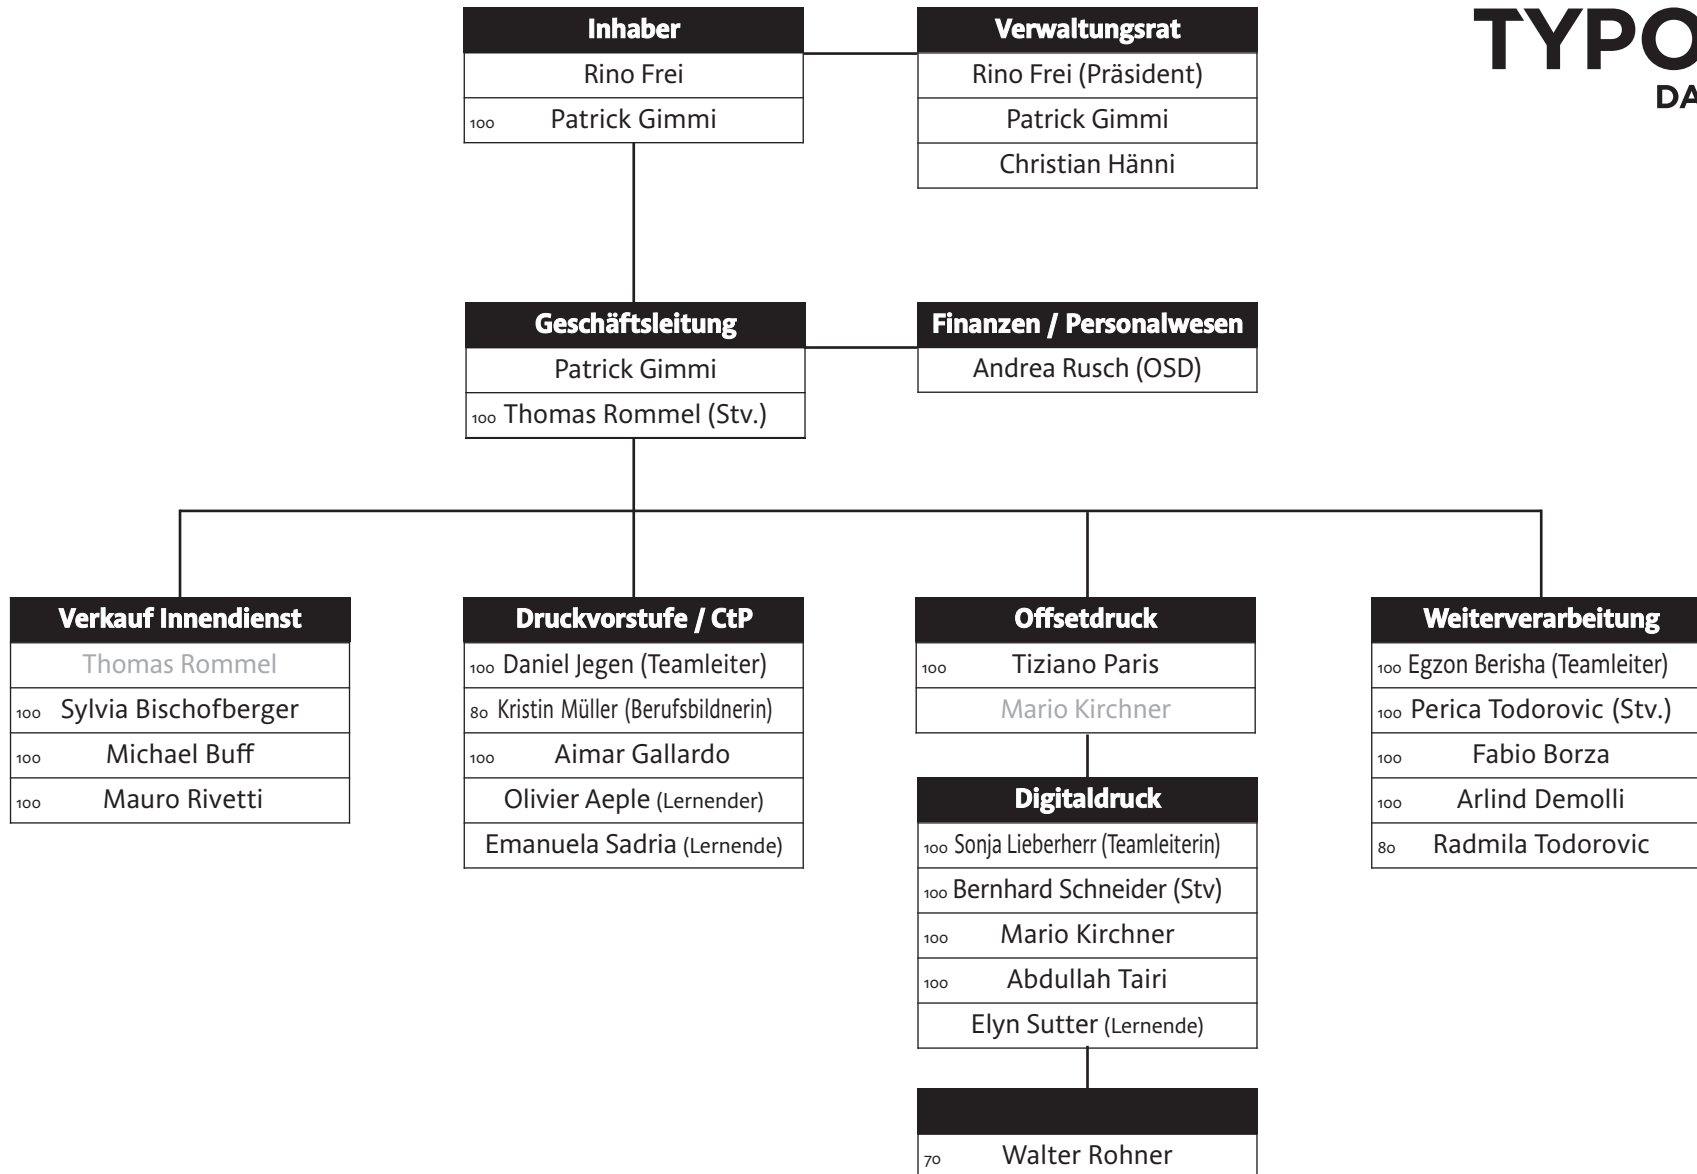 Inhaber
Rino Frei
100 Patrick Gimmi
Verwaltungsrat
Rino Frei (Präsident)
Patrick Gimmi
Christian Hänni
TYPO
DA
Geschäftsleitung
Patrick Gimmi
100 Thomas Rommel (Stv.)
Finanzen / Personalwesen
Andrea Rusch (OSD)
Verkauf Innendienst
Thomas Rommel
100 Sylvia Bischofberger
100 Michael Buff
100 Mauro Rivetti
Druckvorstufe / CtP
100 Daniel Jegen (Teamleiter)
80 Kristin Müller (Berufsbildnerin)
100 Aimar Gallardo
Olivier Aeple (Lernender)
Emanuela Sadria (Lernende)
Offsetdruck
100 Tiziano Paris
Mario Kirchner
Digitaldruck
100 Sonja Lieberherr (Teamleiterin)
100 Bernhard Schneider (Stv)
100 Mario Kirchner
100 Abdullah Tairi
Elyn Sutter (Lernende)
70 Walter Rohner
Weiterverarbeitung
100 Egzon Berisha (Teamleiter)
100 Perica Todorovic (Stv.)
100 Fabio Borza
100 Arlind Demolli
80 Radmila Todorovic